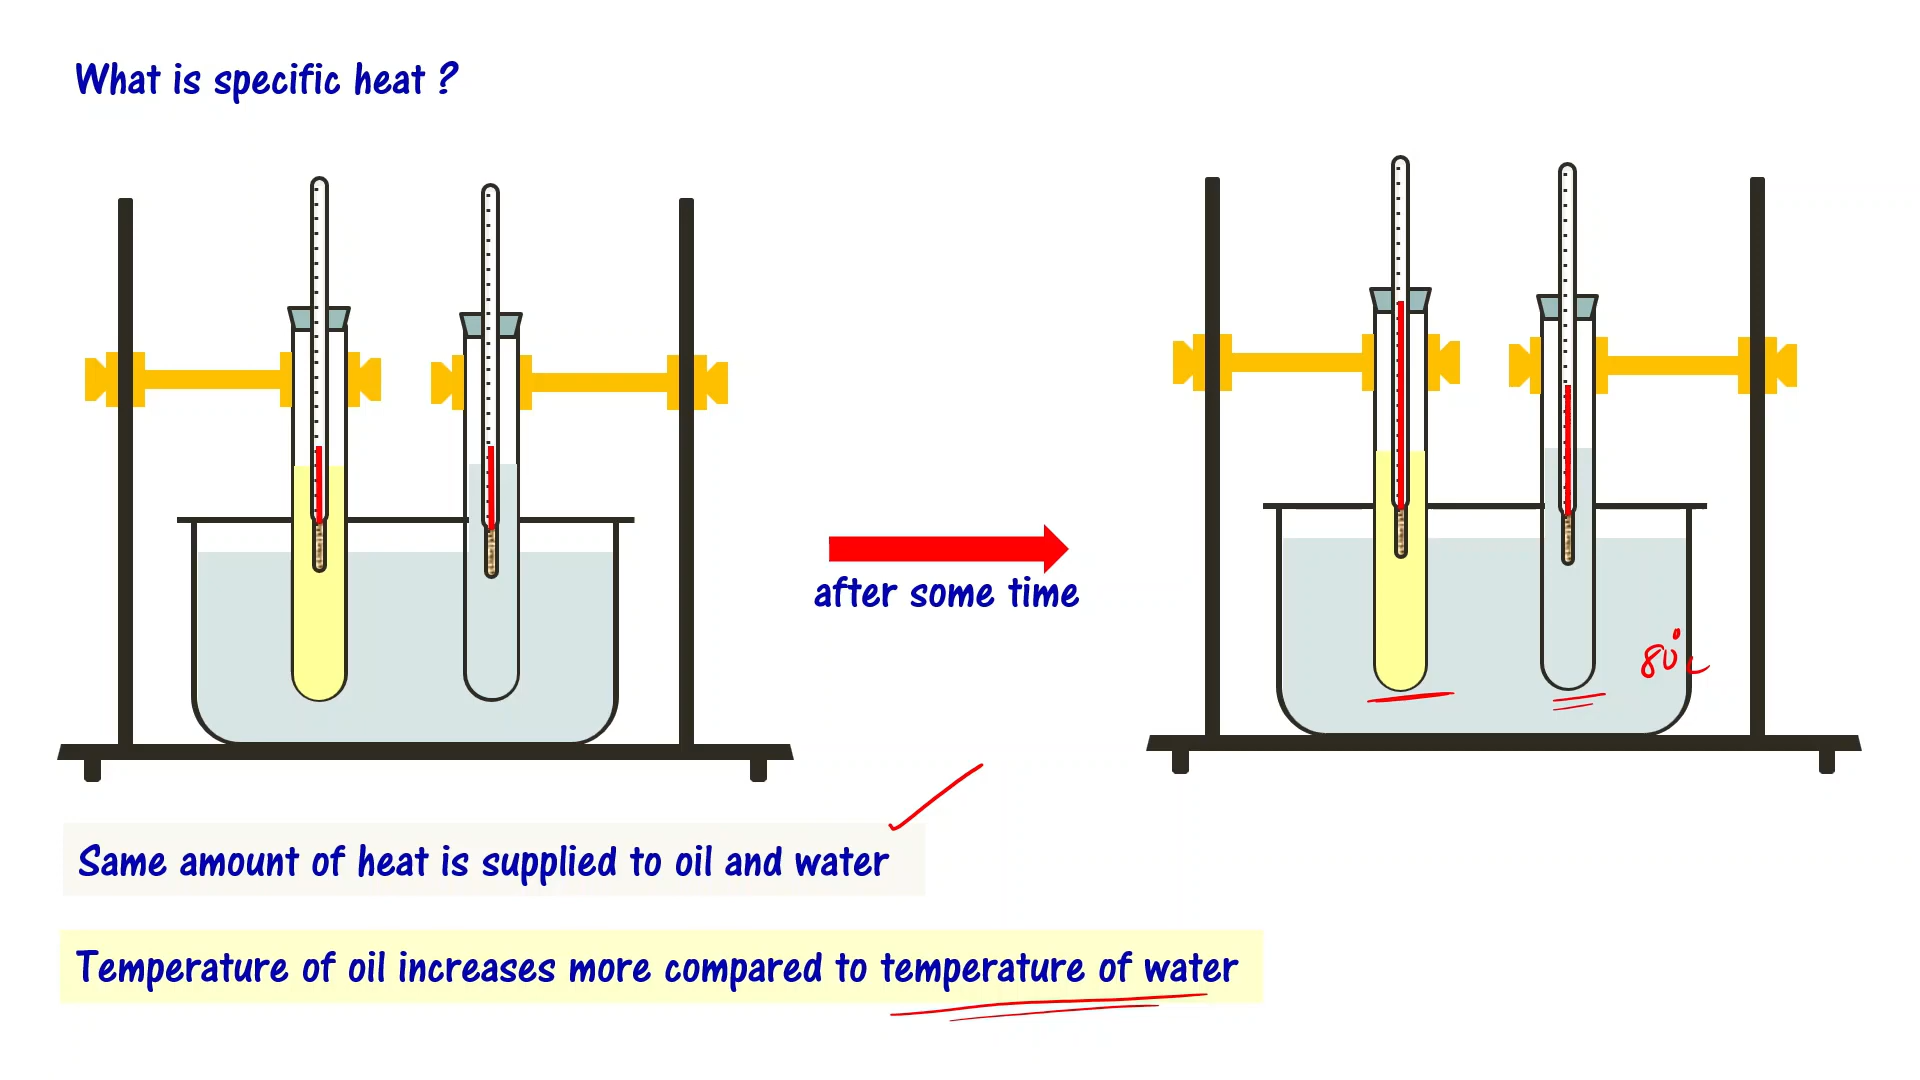 What is specific heat ?
after some time
80°C
Same amount of heat is supplied to oil and water
Temperature of oil increases more compared to temperature of water